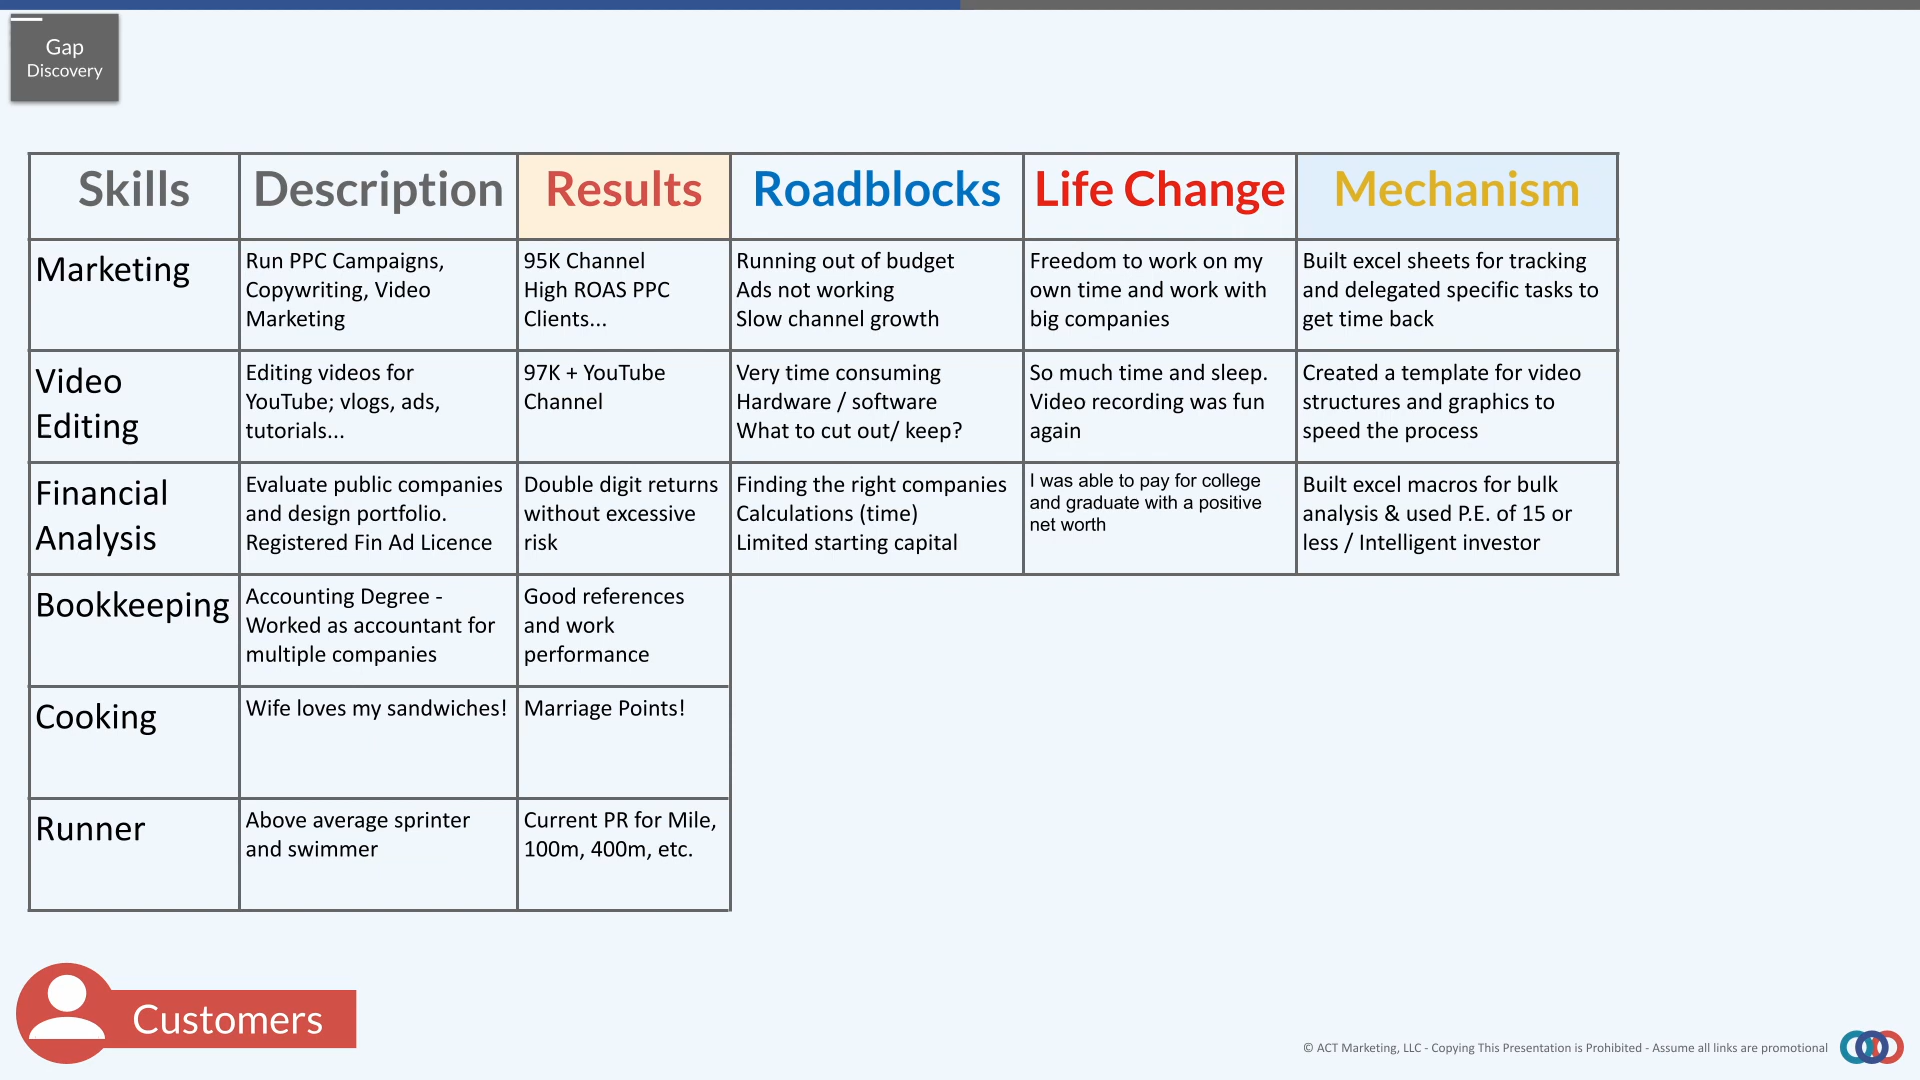 Gap
Discovery
Skills
Description
Results
Roadblocks
Life Change
Mechanism
Marketing
Run PPC Campaigns,
Copywriting, Video
Marketing
95K Channel
High ROAS PPC
Clients...
Running out of budget
Ads not working
Slow channel growth
Freedom to work on my
own time and work with
big companies
Built excel sheets for tracking
and delegated specific tasks to
get time back
Video
Editing
Editing videos for
YouTube; vlogs, ads,
tutorials...
97K + YouTube
Channel
Very time consuming
Hardware / software
What to cut out/ keep?
So much time and sleep.
Video recording was fun
again
Created a template for video
structures and graphics to
speed the process
Financial
Analysis
Evaluate public companies
and design portfolio.
Registered Fin Ad Licence
Double digit returns
without excessive
risk
Finding the right companies
Calculations (time)
Limited starting capital
I was able to pay for college
and graduate with a positive
net worth
Built excel macros for bulk
analysis & used P.E. of 15 or
less / Intelligent investor
Bookkeeping
Accounting Degree -
Worked as accountant for
multiple companies
Good references
and work
performance
Cooking
Wife loves my sandwiches!
Marriage Points!
Runner
Above average sprinter
and swimmer
Current PR for Mile,
100m, 400m, etc.
Customers
© ACT Marketing, LLC - Copying This Presentation is Prohibited - Assume all links are promotional